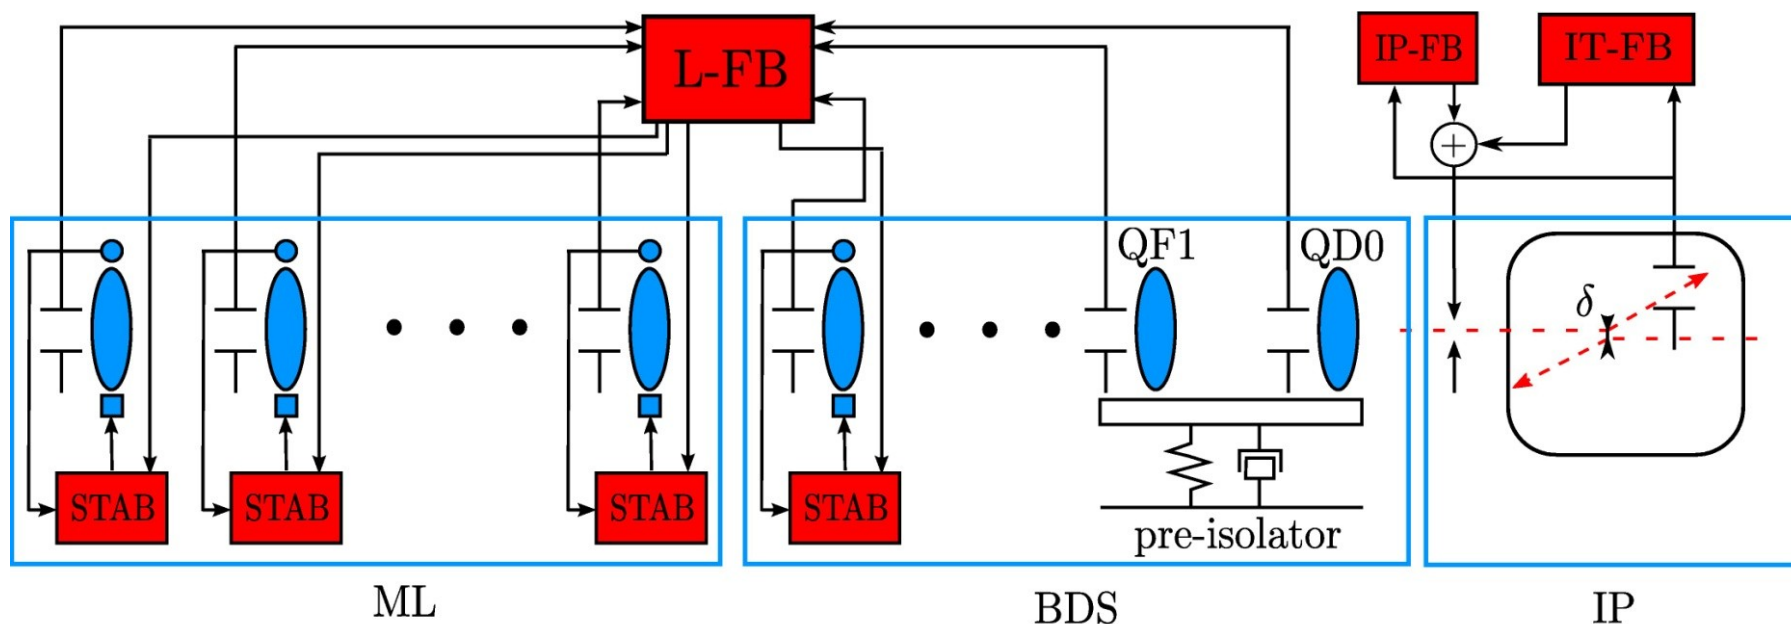 L-FB
IP-FB
IT-FB
+
QF1
QD0
δ
STAB
STAB
STAB
STAB
pre-isolator
ML
BDS
IP